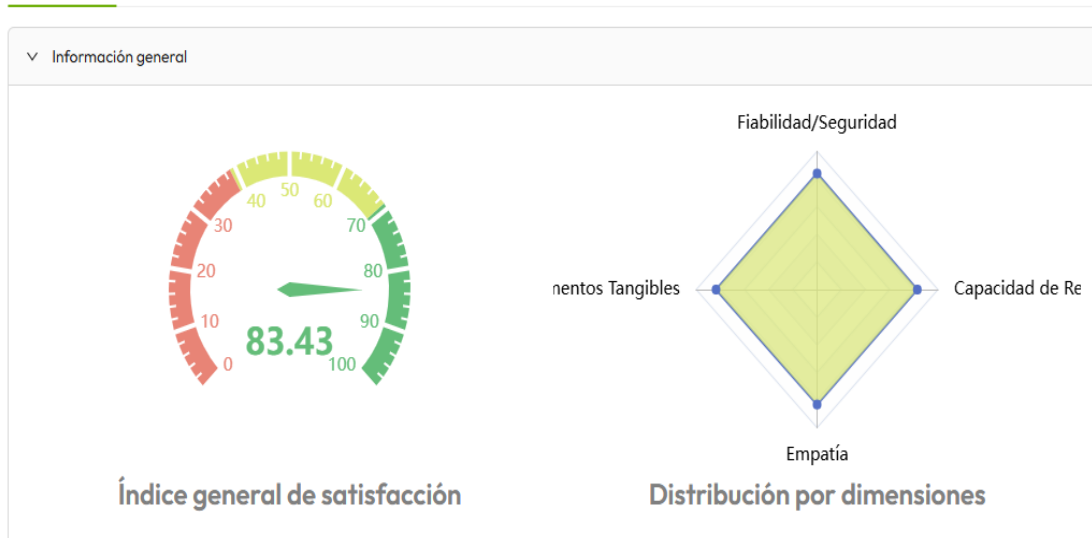 Información general
Fiabilidad/Seguridad
50
40
60
30
70
20
80
mentos Tangibles
Capacidad de Re
10
90
83.43
0
100
Empatía
Índice general de satisfacción
Distribución por dimensiones